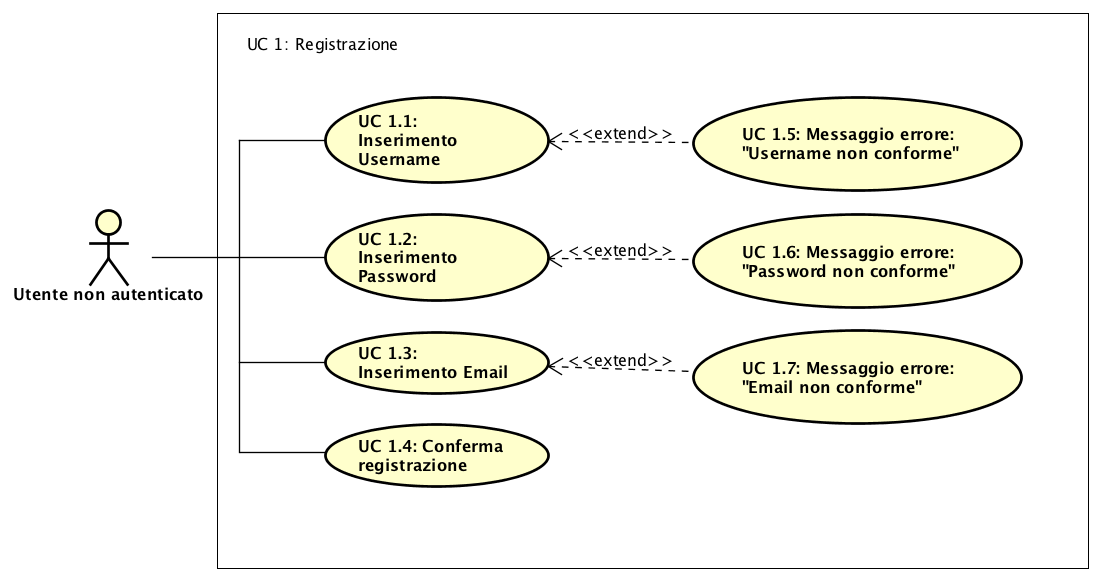 UC 1: Registrazione
UC 1.1:
Inserimento
Username
<<extend>>
UC 1.5: Messaggio errore:
"Username non conforme"
UC 1.2:
Inserimento
Password
<<extend>>
UC 1.6: Messaggio errore:
"Password non conforme"
Utente non autenticato
UC 1.3:
Inserimento Email
<<extend>>
UC 1.7: Messaggio errore:
"Email non conforme"
UC 1.4: Conferma
registrazione